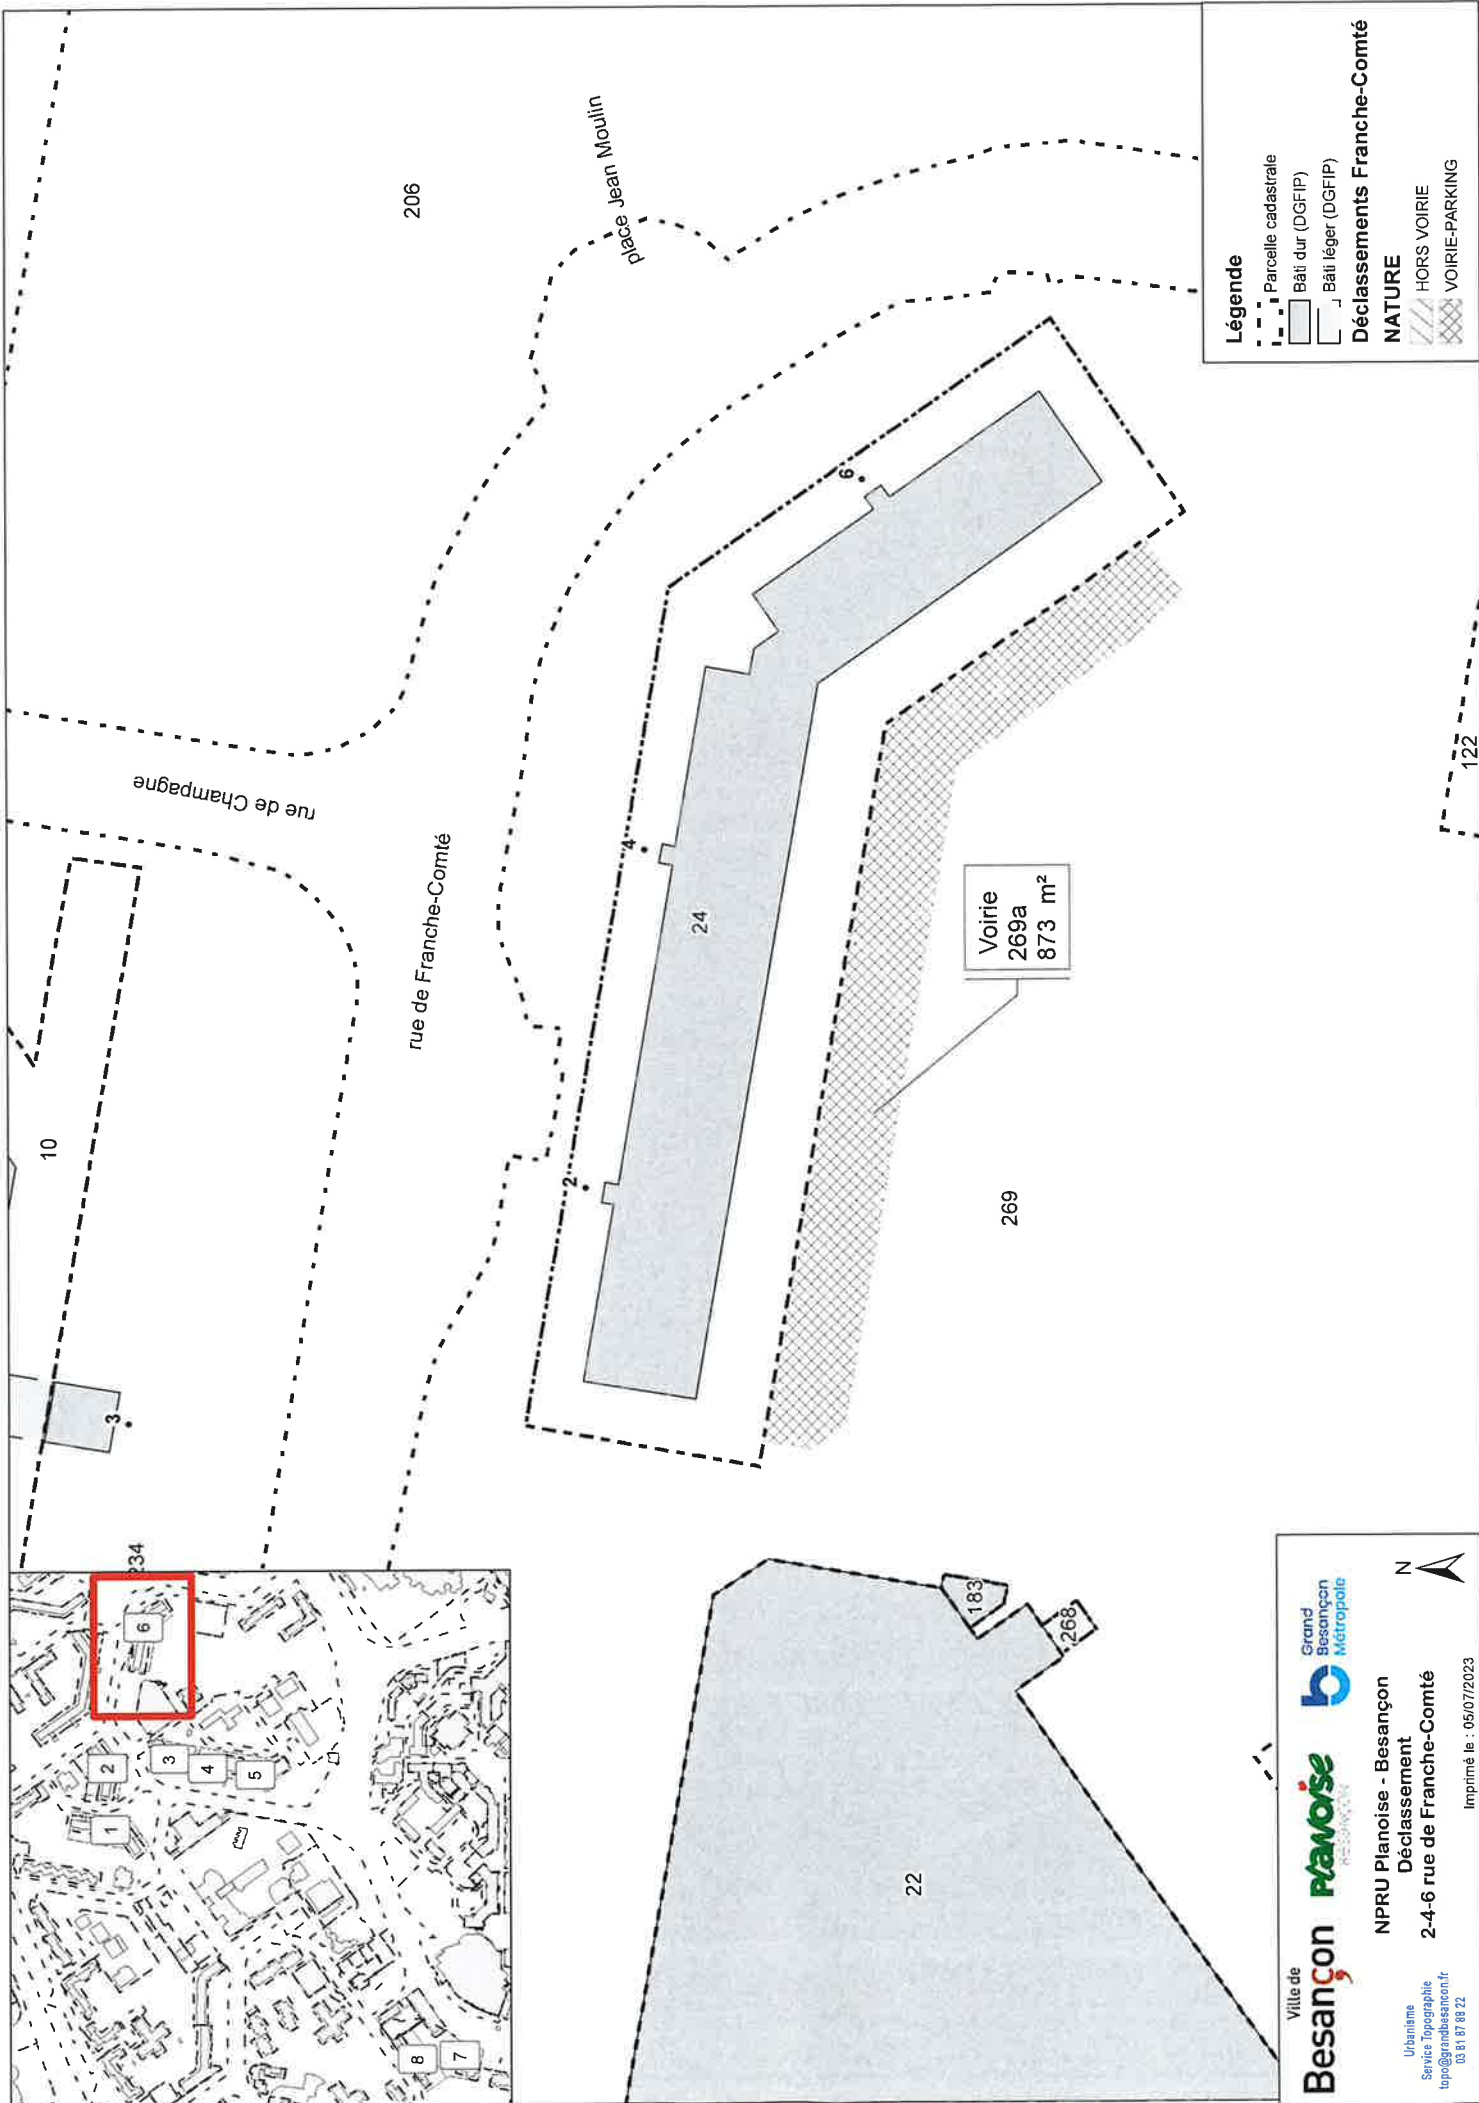 234
10
3
206
rue de Champagne
place Jean Moulin
rue de Franche-Comté
2
4
6
24
Voirie
269a
873 m²
269
122
22
183
268
1
2
3
4
5
6
7
8
Légende
Parcelle cadastrale
Bâti dur (DGFIP)
Bâti léger (DGFIP)
Déclassements Franche-Comté
NATURE
HORS VOIRIE
VOIRIE-PARKING
Ville de
Besançon
PLANOISE
BESANÇON
Grand
Besançon
Métropole
NPRU Planoise - Besançon
Déclassement
2-4-6 rue de Franche-Comté
N
Urbanisme
Service Topographie
topo@grandbesancon.fr
03 81 87 88 22
Imprimé le : 05/07/2023